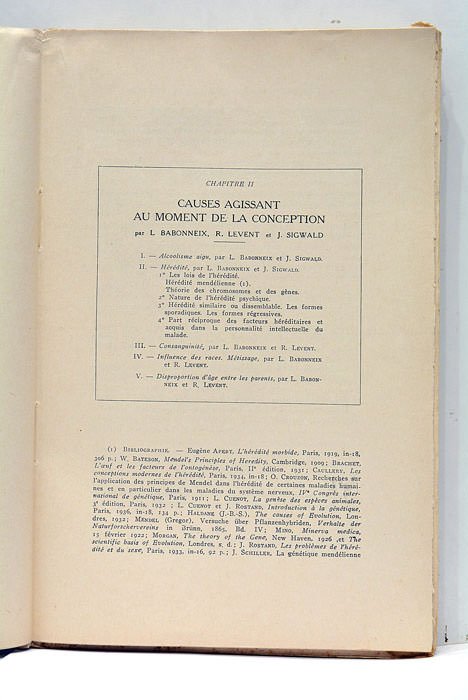 CHAPITRE II
CAUSES AGISSANT
AU MOMENT DE LA CONCEPTION
par L. BABONNEIX, R. LEVENT et J. SIGWALD
I. — Alcoolisme aigu, par L. BABONNEIX et J. SIGWALD.
II. — Hérédité, par L. BABONNEIX et J. SIGWALD.
1° Les lois de l'hérédité.
Hérédité mendélienne (1).
Théorie des chromosomes et des gènes.
2° Nature de l'hérédité psychique.
3° Hérédité similaire ou dissemblable. Les formes
sporadiques. Les formes régressives.
4° Part réciproque des facteurs héréditaires et
acquis dans la personnalité intellectuelle du
malade.
III. — Consanguinité, par L. BABONNEIX et R. LEVENT.
IV. — Influence des races. Métissage, par L. BABONNEIX
et R. LEVENT.
V. — Disproportion d'âge entre les parents, par L. BABON-
NEIX et R. LEVENT.
(1) BIBLIOGRAPHIE. — Eugène APERT, L'hérédité morbide, Paris, 1919, in-18,
306 p.; W. BATESON, Mendel's Principles of Heredity, Cambridge, 1909; BRACHET,
L'œuf et les facteurs de l'ontogénèse, Paris, IIe édition, 1931; CAULLERY, Les
conceptions modernes de l'hérédité, Paris, 1934, in-18; O. CROUZON, Recherches sur
l'application des principes de Mendel dans l'hérédité de certaines maladies humai-
nes et en particulier dans les maladies du système nerveux, IVe Congrès inter-
national de génétique, Paris, 1911; L. CUENOT, La genèse des espèces animales,
3e édition, Paris, 1932; L. CUENOT et J. ROSTAND, Introduction à la génétique,
Paris, 1936, in-18, 134 p.; HALDANE (J.-B.-S.), The causes of Evolution, Lon-
dres, 1932; MENDEL (Gregor), Versuche über Pflanzenhybriden, Verhalte der
Naturforschervereins in Brünn, 1865, Bd. IV; MINO, Minerva medica,
15 février 1922; MORGAN, The theory of the Gene, New Haven, 1926 et The
scientific basis of Evolution, Londres, s. d.; J. ROSTAND, Les problèmes de l'héré-
dité et du sexe, Paris, 1933, in-16, 92 p.; J. SCHILLER, La génétique mendélienne